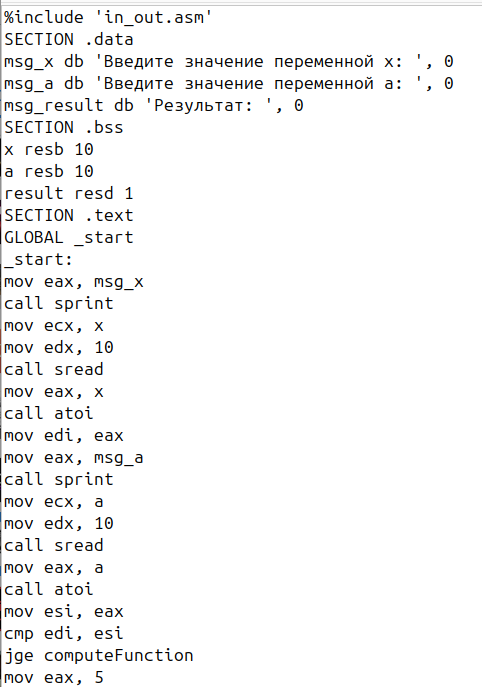 %include 'in_out.asm'
SECTION .data
msg_x db 'Введите значение переменной x: ', 0
msg_a db 'Введите значение переменной a: ', 0
msg_result db 'Результат: ', 0
SECTION .bss
x resb 10
a resb 10
result resd 1
SECTION .text
GLOBAL _start
_start:
mov eax, msg_x
call sprint
mov ecx, x
mov edx, 10
call sread
mov eax, x
call atoi
mov edi, eax
mov eax, msg_a
call sprint
mov ecx, a
mov edx, 10
call sread
mov eax, a
call atoi
mov esi, eax
cmp edi, esi
jge computeFunction
mov eax, 5